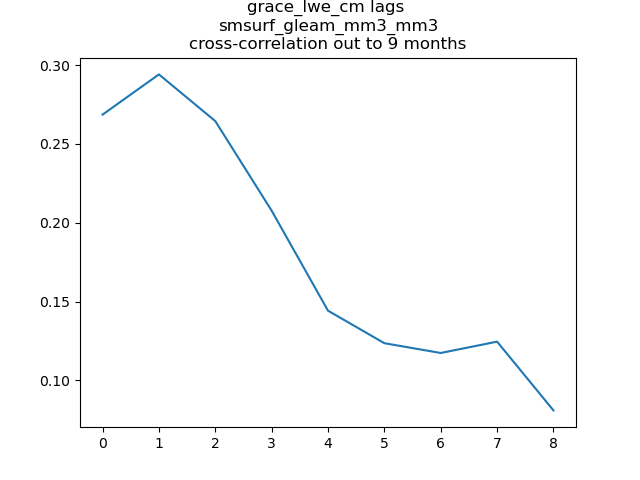 grace_lwe_cm lags
smsurf_gleam_mm3_mm3
cross-correlation out to 9 months
0.30
0.25
0.20
0.15
0.10
0 1 2 3 4 5 6 7 8